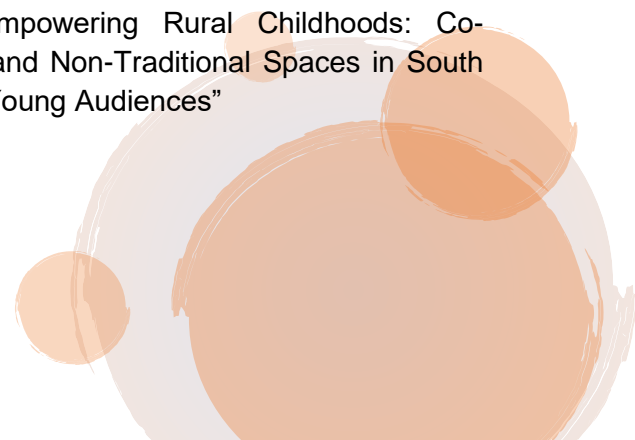 mpowering Rural Childhoods: Co-
and Non-Traditional Spaces in South
Young Audiences”